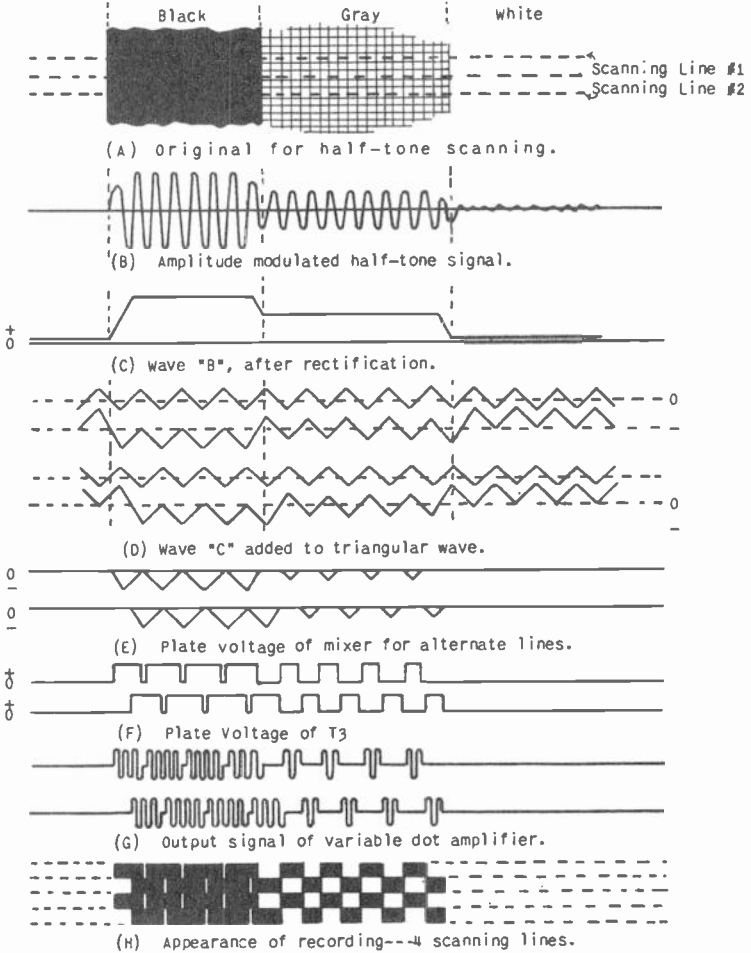 Black Gray White
Scanning Line #1
Scanning Line #2
(A) Original for half-tone scanning.
(B) Amplitude modulated half-tone signal.
+
0
(C) Wave "B", after rectification.
0
-
0
-
(D) Wave "C" added to triangular wave.
0
-
0
-
(E) Plate voltage of mixer for alternate lines.
+
0
+
0
(F) Plate Voltage of T3
(G) Output signal of variable dot amplifier.
(H) Appearance of recording---4 scanning lines.